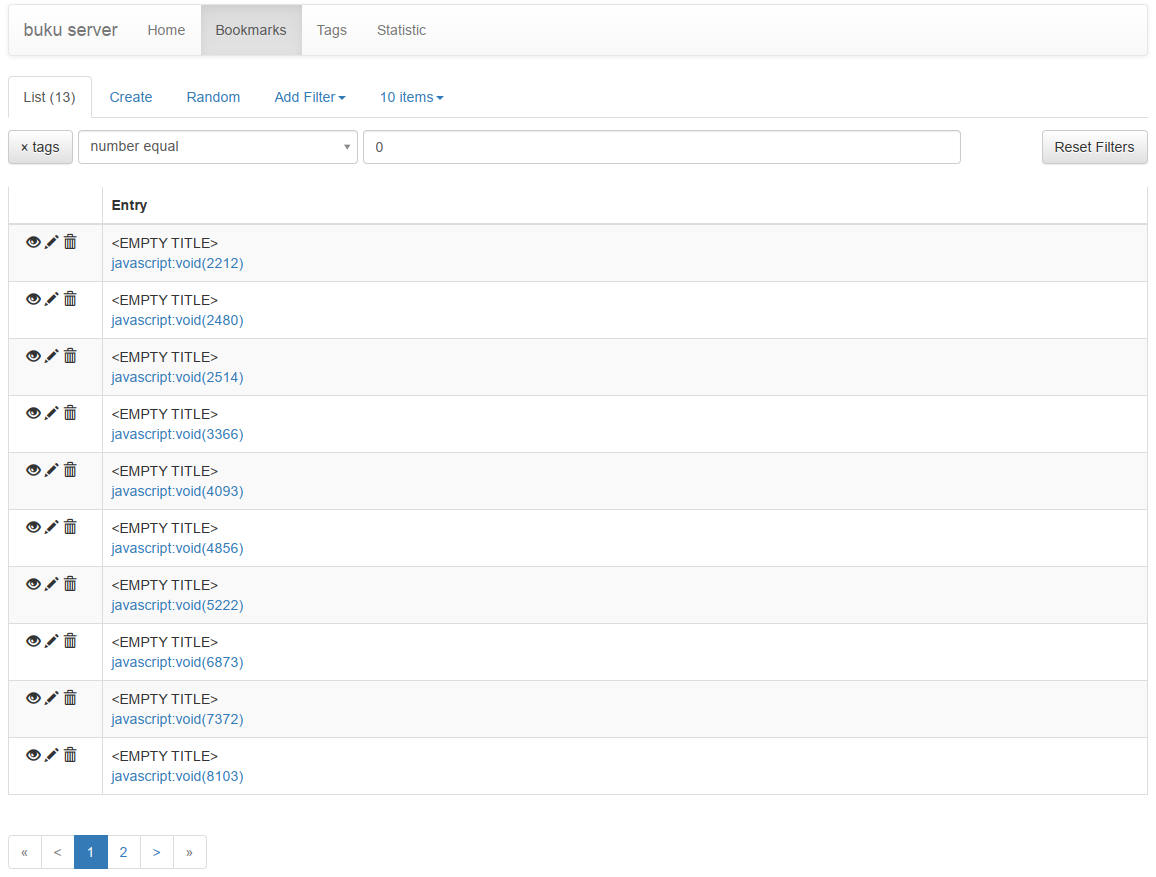 buku server Home Bookmarks Tags Statistic
List (13) Create Random Add Filter 10 items
× tags number equal 0 Reset Filters
Entry
<EMPTY TITLE>
javascript:void(2212)
<EMPTY TITLE>
javascript:void(2480)
<EMPTY TITLE>
javascript:void(2514)
<EMPTY TITLE>
javascript:void(3366)
<EMPTY TITLE>
javascript:void(4093)
<EMPTY TITLE>
javascript:void(4856)
<EMPTY TITLE>
javascript:void(5222)
<EMPTY TITLE>
javascript:void(6873)
<EMPTY TITLE>
javascript:void(7372)
<EMPTY TITLE>
javascript:void(8103)
« < 1 2 > »